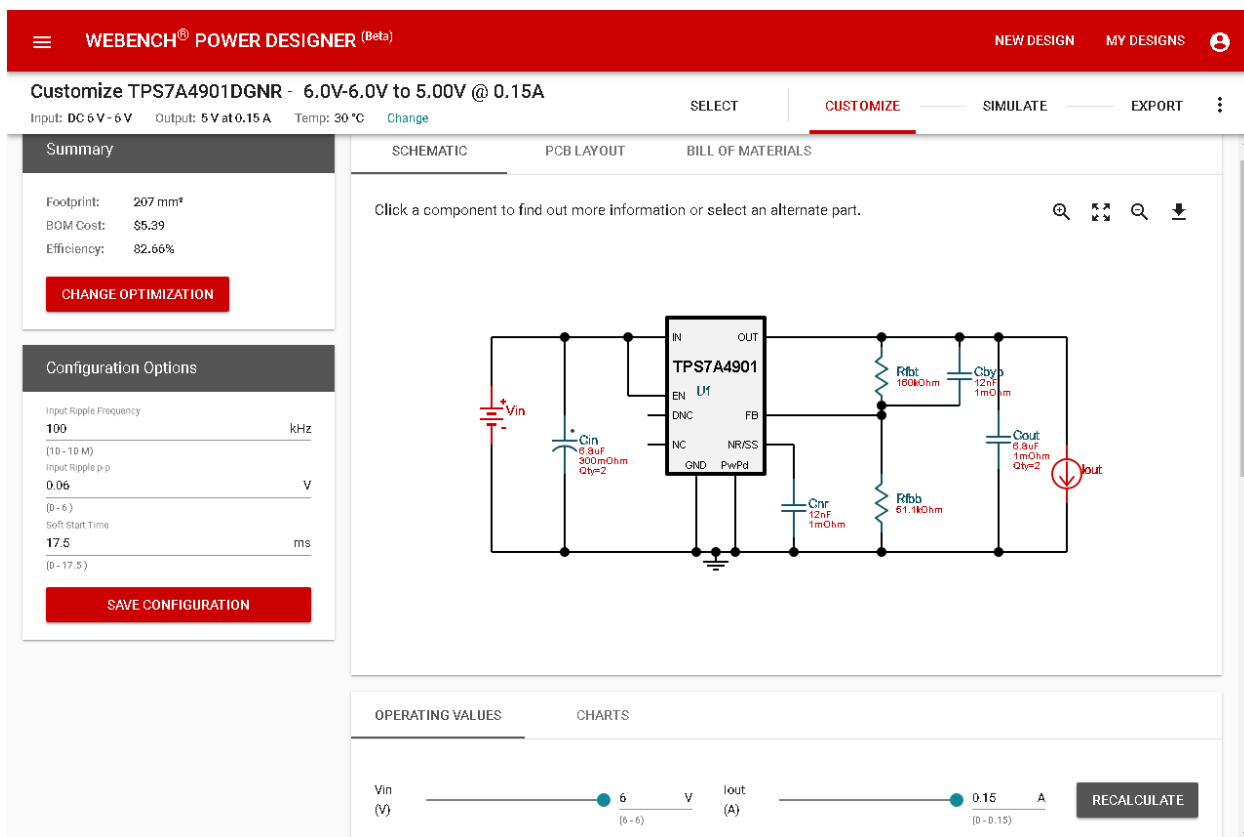 WEBENCH® POWER DESIGNER (Beta)
NEW DESIGN MY DESIGNS
Customize TPS7A4901DGNR - 6.0V-6.0V to 5.00V @ 0.15A
Input: DC 6 V - 6 V Output: 5 V at 0.15 A Temp: 30 °C Change
SELECT CUSTOMIZE SIMULATE EXPORT
Summary
Footprint: 207 mm²
BOM Cost: $5.39
Efficiency: 82.66%
CHANGE OPTIMIZATION
Configuration Options
Input Ripple Frequency
100 kHz
(10 - 10 M)
Input Ripple p-p
0.06 V
(0 - 6)
Soft Start Time
17.5 ms
(0 - 17.5)
SAVE CONFIGURATION
SCHEMATIC PCB LAYOUT BILL OF MATERIALS
Click a component to find out more information or select an alternate part.
IN OUT
TPS7A4901
EN U1
DNC FB
NC NR/SS
GND PwPd
Vin
Cin
6.8uF
300mOhm
Qty=2
Rfbt
160kOhm
Cbyp
12nF
1mOhm
Cout
6.8uF
1mOhm
Qty=2
Iout
Cnr
12nF
1mOhm
Rfbb
51.1kOhm
OPERATING VALUES CHARTS
Vin
(V)
6 V
(6 - 6)
Iout
(A)
0.15 A
(0 - 0.15)
RECALCULATE